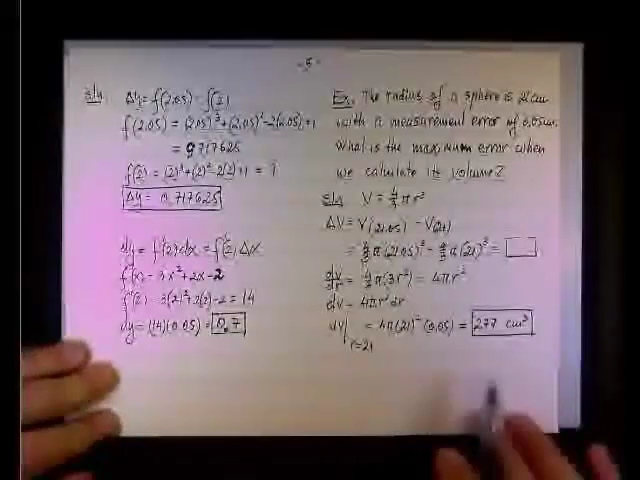 -5-
sln Δy = f(2.05) - f(2)
f(2.05) = (2.05)³ + (2.05)² - 2(2.05) + 1
= 9.717625
f(2) = (2)³ + (2)² - 2(2) + 1 = 9
Δy = 0.717625
dy = f'(2) dx = f'(2) Δx
f'(x) = 3x² + 2x - 2
f'(2) = 3(2)² + 2(2) - 2 = 14
dy = (14)(0.05) = 0.7
Ex. The radius of a sphere is 21cm
with a measurement error of 0.05cm.
What is the maximum error when
we calculate its volume?
sln V = 4/3 π r³
ΔV = V(21.05) - V(21)
= 4/3 π (21.05)³ - 4/3 π (21)³ =
dv/dr = 4/3 π (3r²) = 4πr²
dv = 4πr² dr
dv| = 4π(21)² (0.05) = 277 cm³
r=21